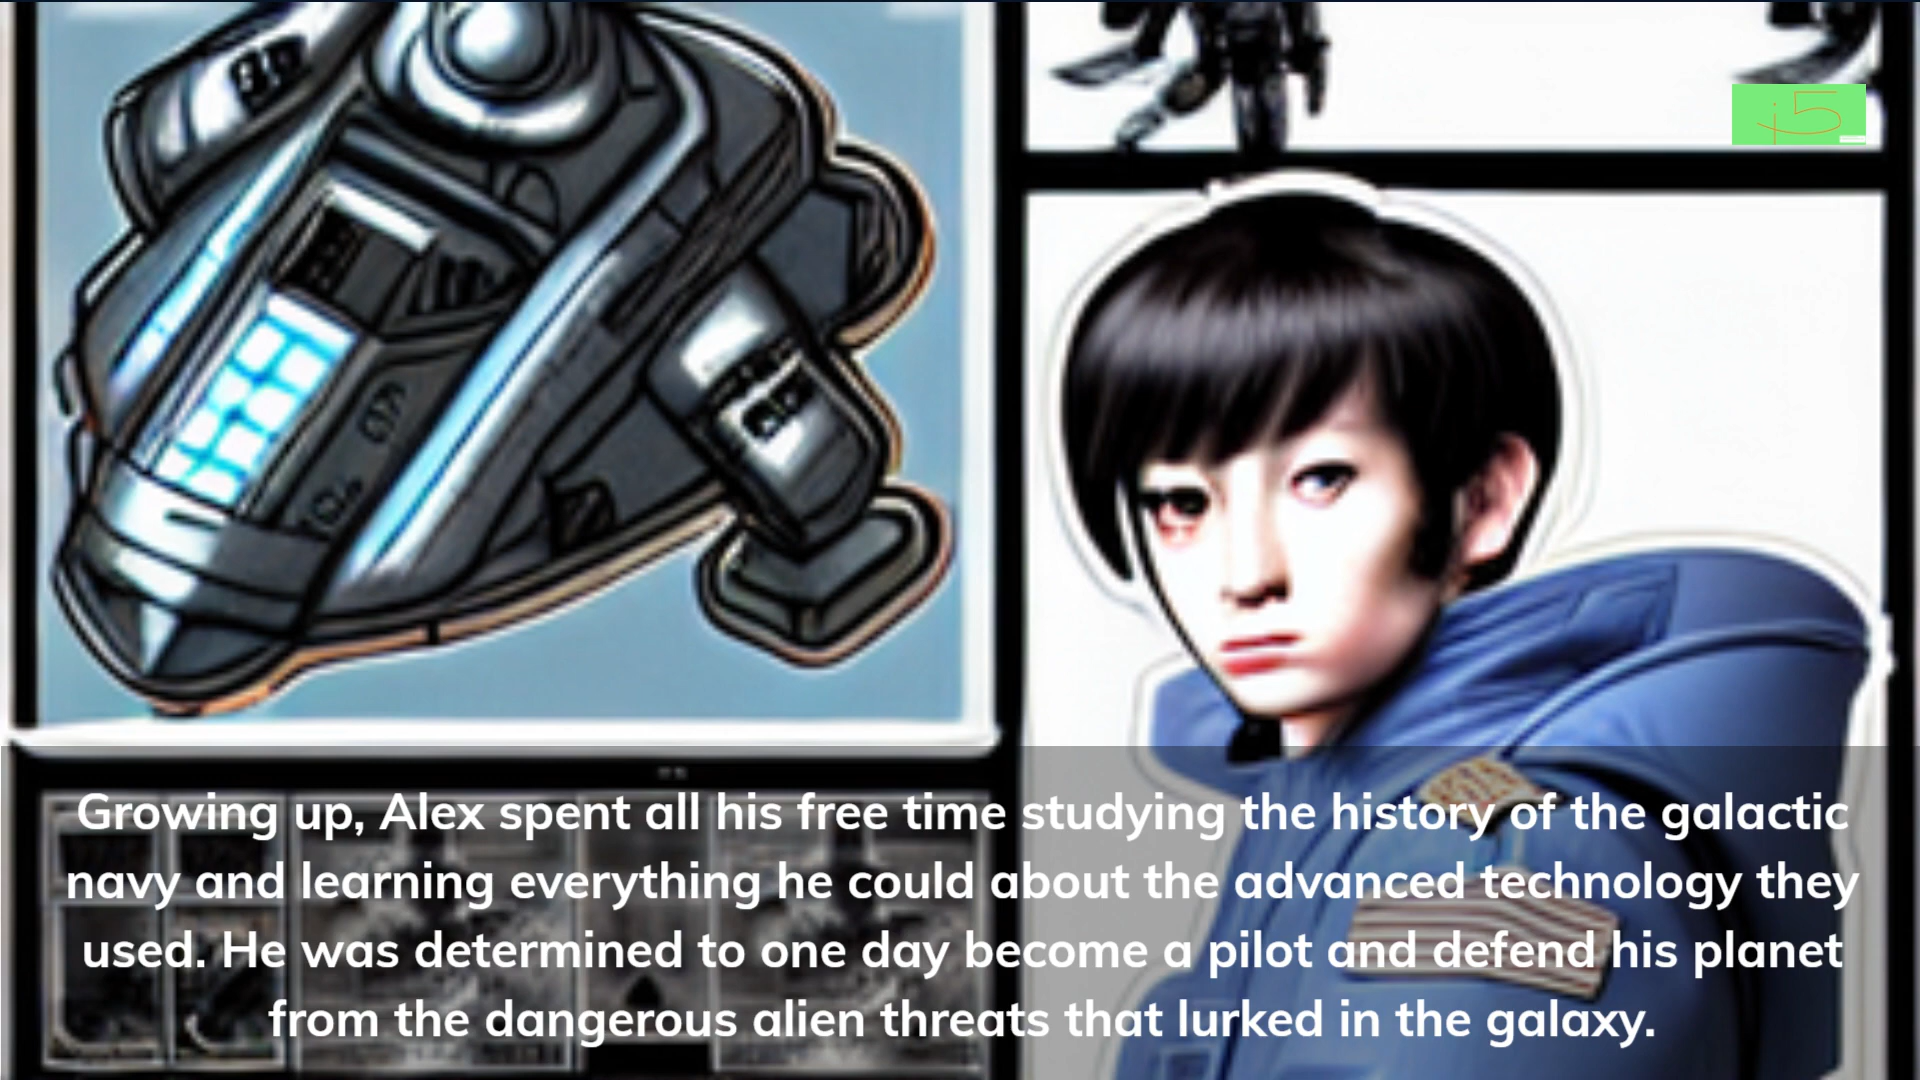 i5
Growing up, Alex spent all his free time studying the history of the galactic
navy and learning everything he could about the advanced technology they
used. He was determined to one day become a pilot and defend his planet
from the dangerous alien threats that lurked in the galaxy.